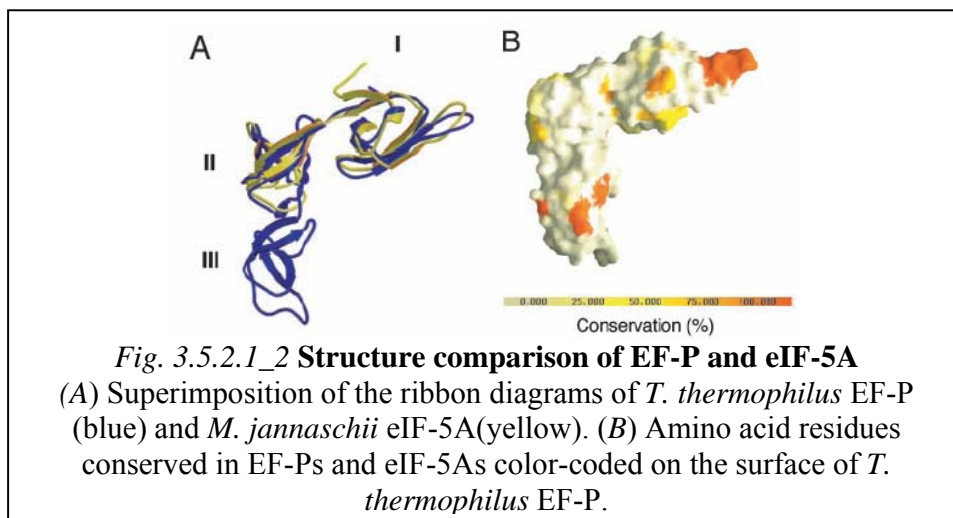 A
I
B
II
III
0.000 25.000 50.000 75.000 100.000
Conservation (%)
Fig. 3.5.2.1_2 Structure comparison of EF-P and eIF-5A
(A) Superimposition of the ribbon diagrams of T. thermophilus EF-P
(blue) and M. jannaschii eIF-5A(yellow). (B) Amino acid residues
conserved in EF-Ps and eIF-5As color-coded on the surface of T.
thermophilus EF-P.